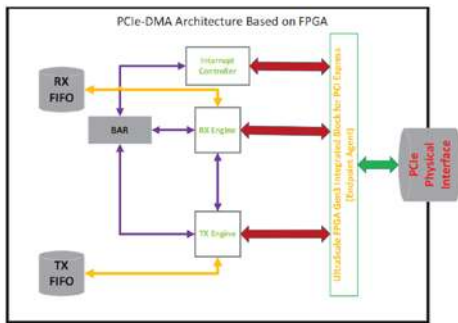 PCIe-DMA Architecture Based on FPGA
Interrupt
Controller
RX
FIFO
BAR
RX Engine
TX Engine
TX
FIFO
UltraScale FPGA Gen3 Integrated Block for PCI Express
(Endpoint Agent)
PCIe
Physical
Interface